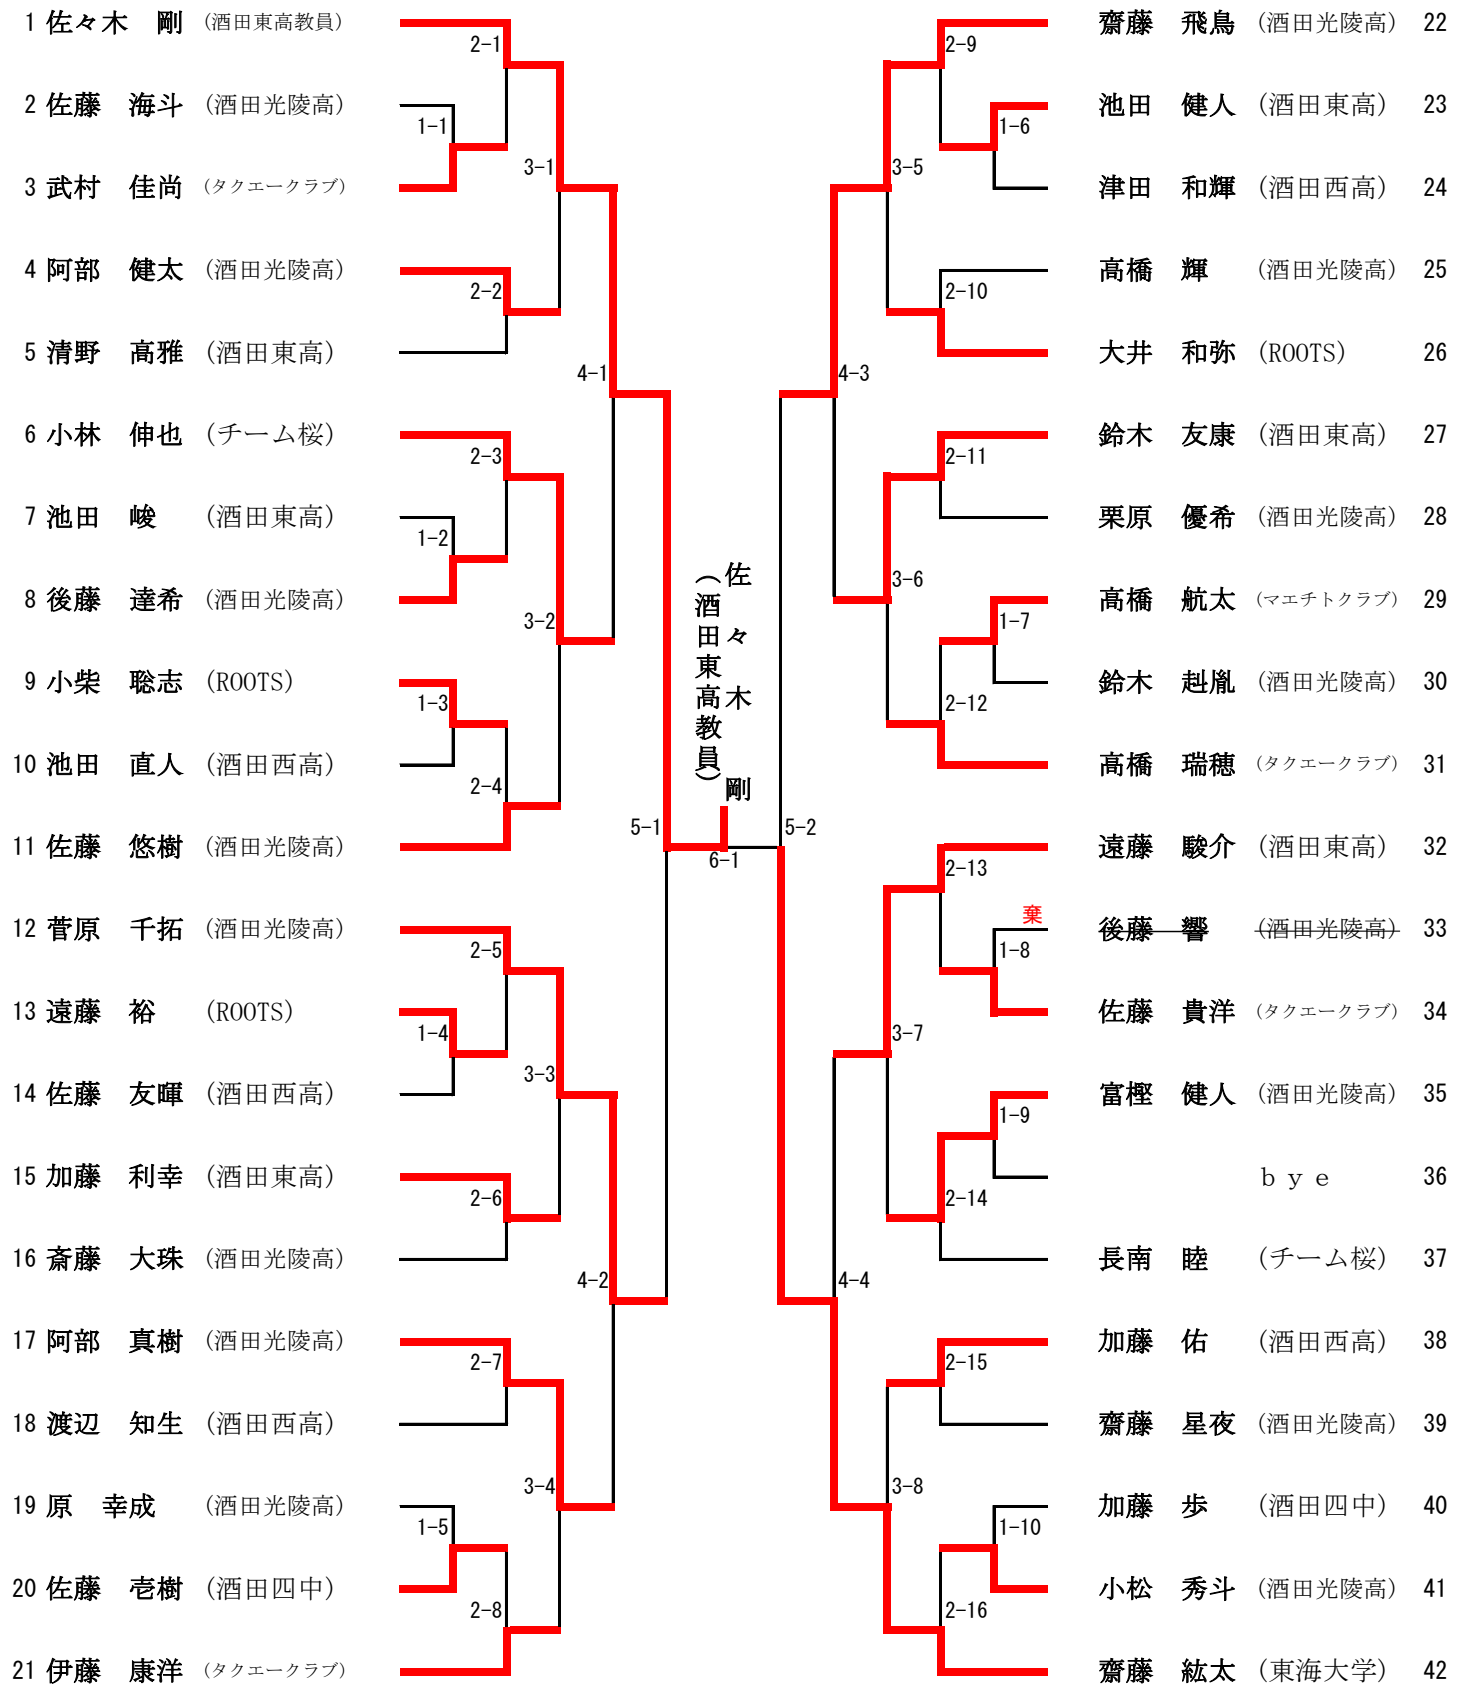 1 佐々木　剛 (酒田東高教員)
2 佐藤　海斗 (酒田光陵高)
3 武村　佳尚 (タクエークラブ)
4 阿部　健太 (酒田光陵高)
5 清野　高雅 (酒田東高)
6 小林　伸也 (チーム桜)
7 池田　峻 (酒田東高)
8 後藤　達希 (酒田光陵高)
9 小柴　聡志 (ROOTS)
10 池田　直人 (酒田西高)
11 佐藤　悠樹 (酒田光陵高)
12 菅原　千拓 (酒田光陵高)
13 遠藤　裕 (ROOTS)
14 佐藤　友暉 (酒田西高)
15 加藤　利幸 (酒田東高)
16 斎藤　大珠 (酒田光陵高)
17 阿部　真樹 (酒田光陵高)
18 渡辺　知生 (酒田西高)
19 原　幸成 (酒田光陵高)
20 佐藤　壱樹 (酒田四中)
21 伊藤　康洋 (タクエークラブ)
1-1
1-2
1-3
1-4
1-5
2-1
2-2
2-3
2-4
2-5
2-6
2-7
2-8
3-1
3-2
3-3
3-4
4-1
4-2
5-1
佐々木　剛
(酒田東高教員)
6-1
5-2
4-3
4-4
3-5
3-6
3-7
3-8
2-9
2-10
2-11
2-12
2-13
2-14
2-15
2-16
1-6
1-7
棄
1-8
1-9
1-10
齋藤　飛鳥 (酒田光陵高) 22
池田　健人 (酒田東高) 23
津田　和輝 (酒田西高) 24
高橋　輝 (酒田光陵高) 25
大井　和弥 (ROOTS) 26
鈴木　友康 (酒田東高) 27
栗原　優希 (酒田光陵高) 28
高橋　航太 (マエチトクラブ) 29
鈴木　赳胤 (酒田光陵高) 30
高橋　瑞穂 (タクエークラブ) 31
遠藤　駿介 (酒田東高) 32
後藤　響 (酒田光陵高) 33
佐藤　貴洋 (タクエークラブ) 34
富樫　健人 (酒田光陵高) 35
ｂｙｅ 36
長南　睦 (チーム桜) 37
加藤　佑 (酒田西高) 38
齋藤　星夜 (酒田光陵高) 39
加藤　歩 (酒田四中) 40
小松　秀斗 (酒田光陵高) 41
齋藤　紘太 (東海大学) 42